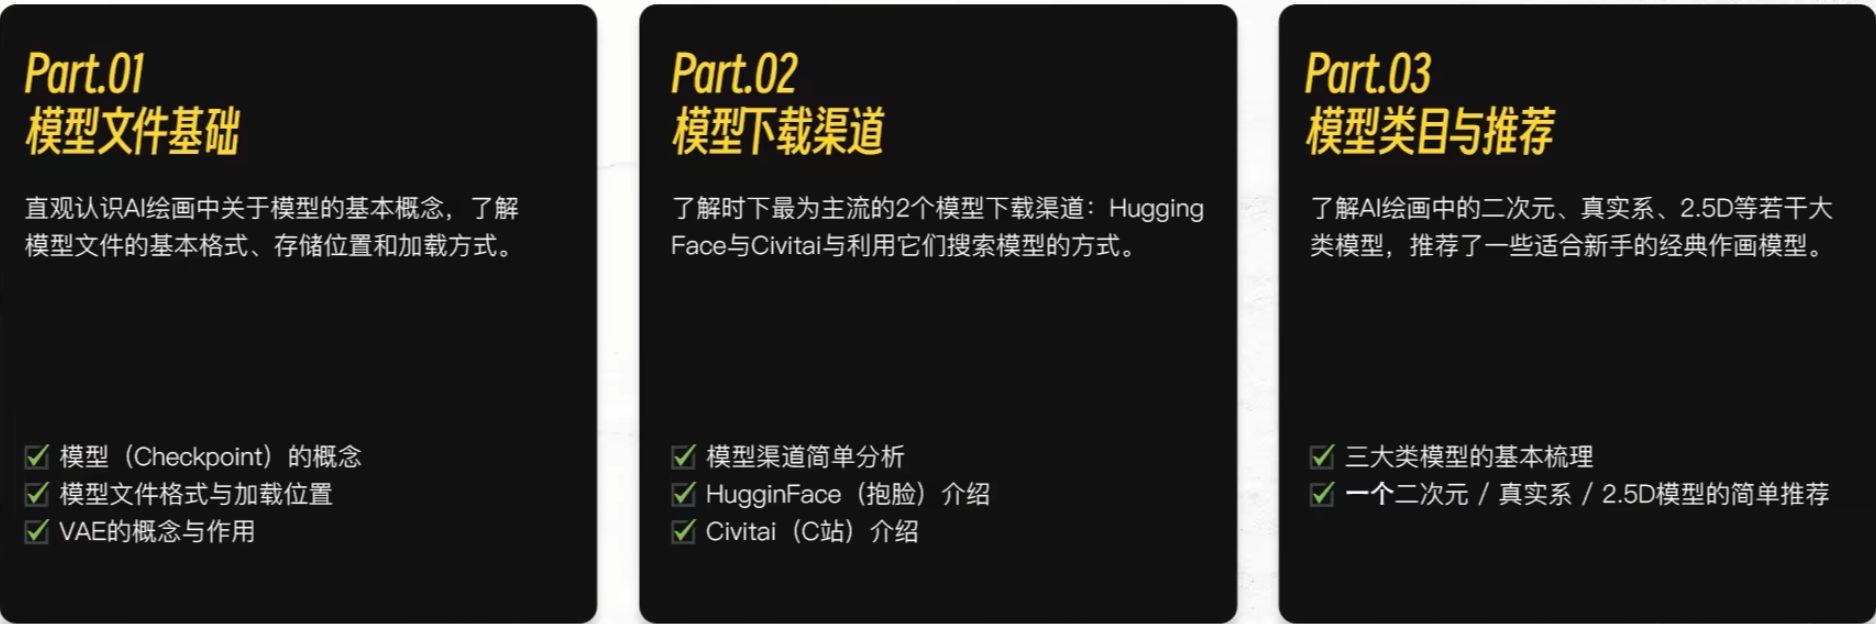 Part.01
模型文件基础
直观认识AI绘画中关于模型的基本概念，了解
模型文件的基本格式、存储位置和加载方式。
模型（Checkpoint）的概念
模型文件格式与加载位置
VAE的概念与作用
Part.02
模型下载渠道
了解时下最为主流的2个模型下载渠道：Hugging
Face与Civitai与利用它们搜索模型的方式。
模型渠道简单分析
HugginFace（抱脸）介绍
Civitai（C站）介绍
Part.03
模型类目与推荐
了解AI绘画中的二次元、真实系、2.5D等若干大
类模型，推荐了一些适合新手的经典作画模型。
三大类模型的基本梳理
一个二次元 / 真实系 / 2.5D模型的简单推荐